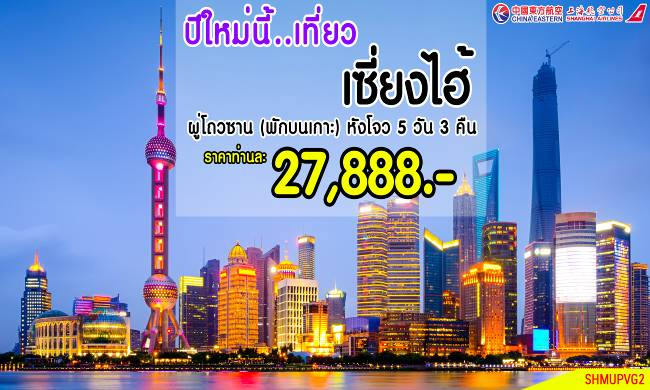 中國東方航空
CHINA EASTERN
上海航空公司
SHANGHAI AIRLINES
ปีใหม่นี้..เที่ยว
เซี่ยงไฮ้
ผู่โถวซาน (พักบนเกาะ) หังโจว 5 วัน 3 คืน
ราคาท่านละ 27,888.-
SHMUPVG2